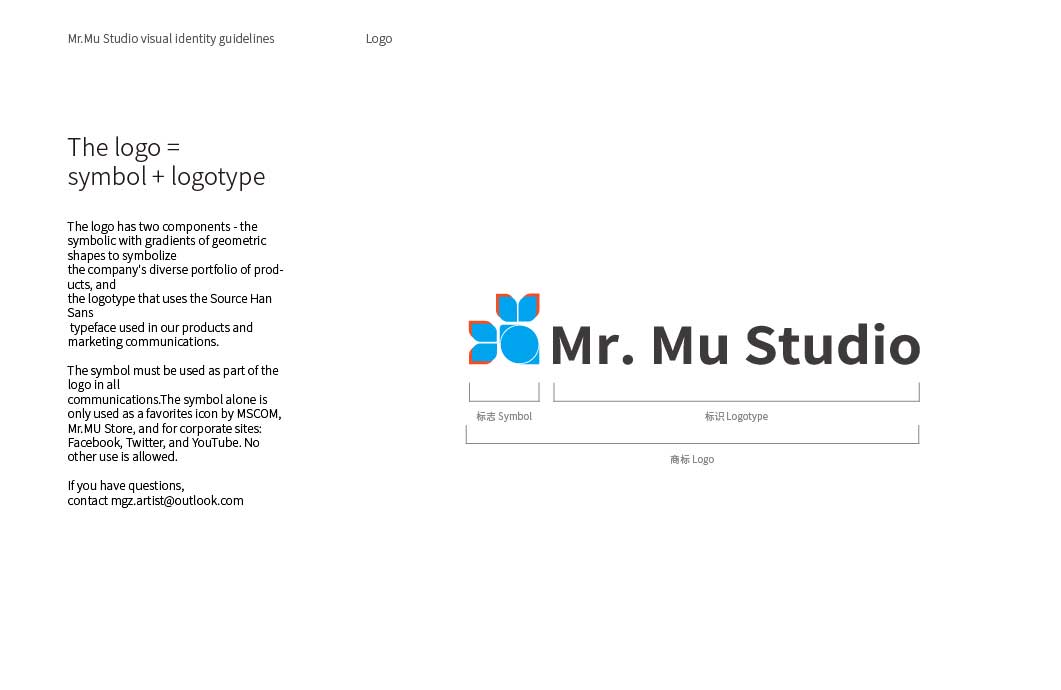 Mr.Mu Studio visual identity guidelines
Logo
The logo =
symbol + logotype
The logo has two components - the
symbolic with gradients of geometric
shapes to symbolize
the company's diverse portfolio of prod-
ucts, and
the logotype that uses the Source Han
Sans
typeface used in our products and
marketing communications.
The symbol must be used as part of the
logo in all
communications.The symbol alone is
only used as a favorites icon by MSCOM,
Mr.MU Store, and for corporate sites:
Facebook, Twitter, and YouTube. No
other use is allowed.
If you have questions,
contact mgz.artist@outlook.com
Mr. Mu Studio
标志 Symbol
标识 Logotype
商标 Logo